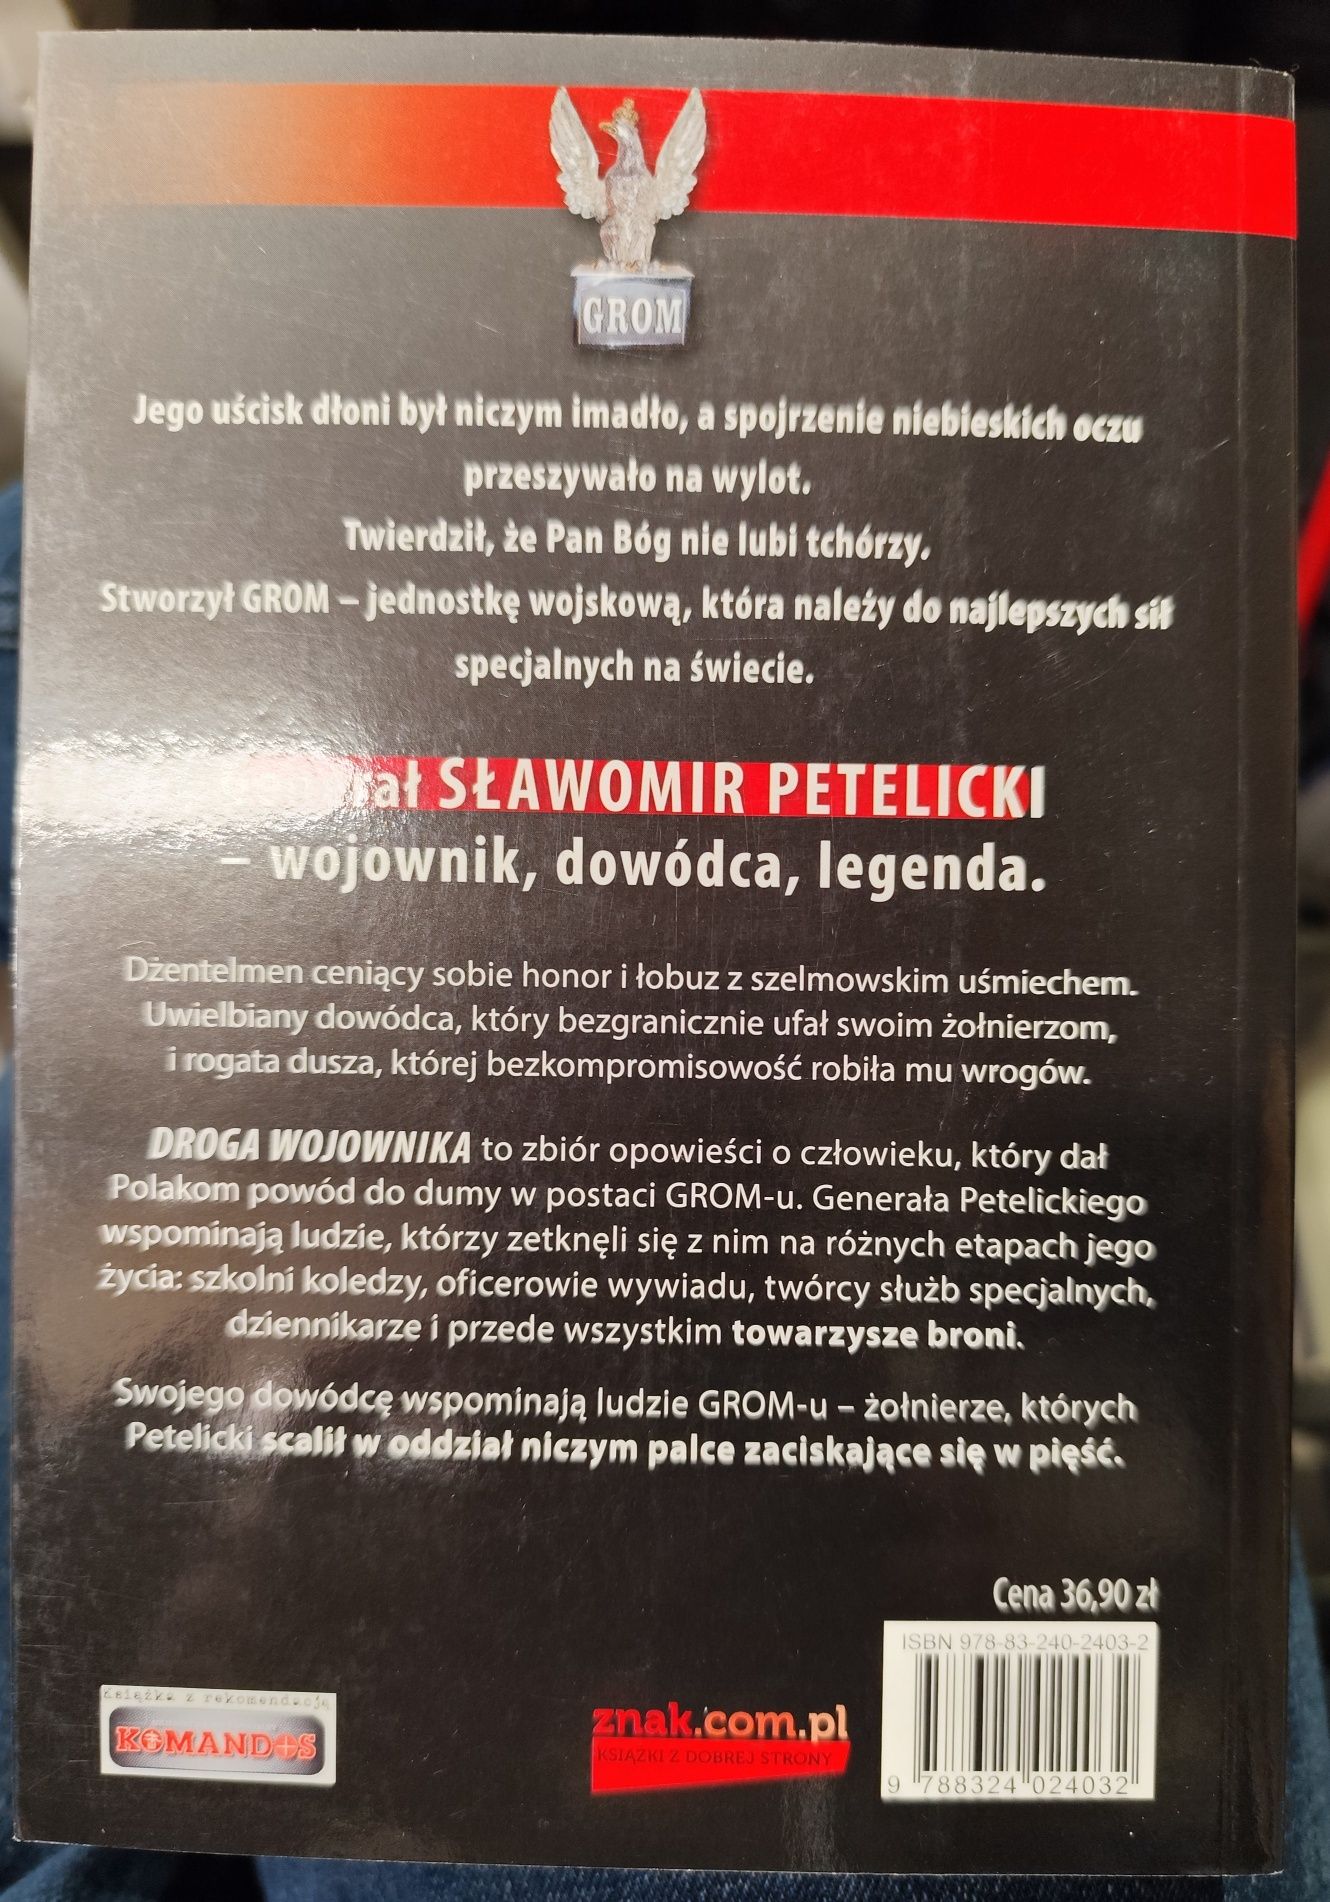 GROM
Jego uścisk dłoni był niczym imadło, a spojrzenie niebieskich oczu
przeszywało na wylot.
Twierdził, że Pan Bóg nie lubi tchórzy.
Stworzył GROM – jednostkę wojskową, która należy do najlepszych sił
specjalnych na świecie.
SŁAWOMIR PETELICKI
– wojownik, dowódca, legenda.
Dżentelmen ceniący sobie honor i łobuz z szelmowskim uśmiechem.
Uwielbiany dowódca, który bezgranicznie ufał swoim żołnierzom,
i rogata dusza, której bezkompromisowość robiła mu wrogów.
DROGA WOJOWNIKA to zbiór opowieści o człowieku, który dał
Polakom powód do dumy w postaci GROM-u. Generała Petelickiego
wspominają ludzie, którzy zetknęli się z nim na różnych etapach jego
życia: szkolni koledzy, oficerowie wywiadu, twórcy służb specjalnych,
dziennikarze i przede wszystkim towarzysze broni.
Swojego dowódcę wspominają ludzie GROM-u – żołnierze, których
Petelicki scalił w oddział niczym palce zaciskające się w pięść.
Cena 36,90 zł
ISBN 978-83-240-2403-2
9 788324 024032
Książka z rekomendacją
KOMANDOS
znak.com.pl
KSIĄŻKI Z DOBREJ STRONY